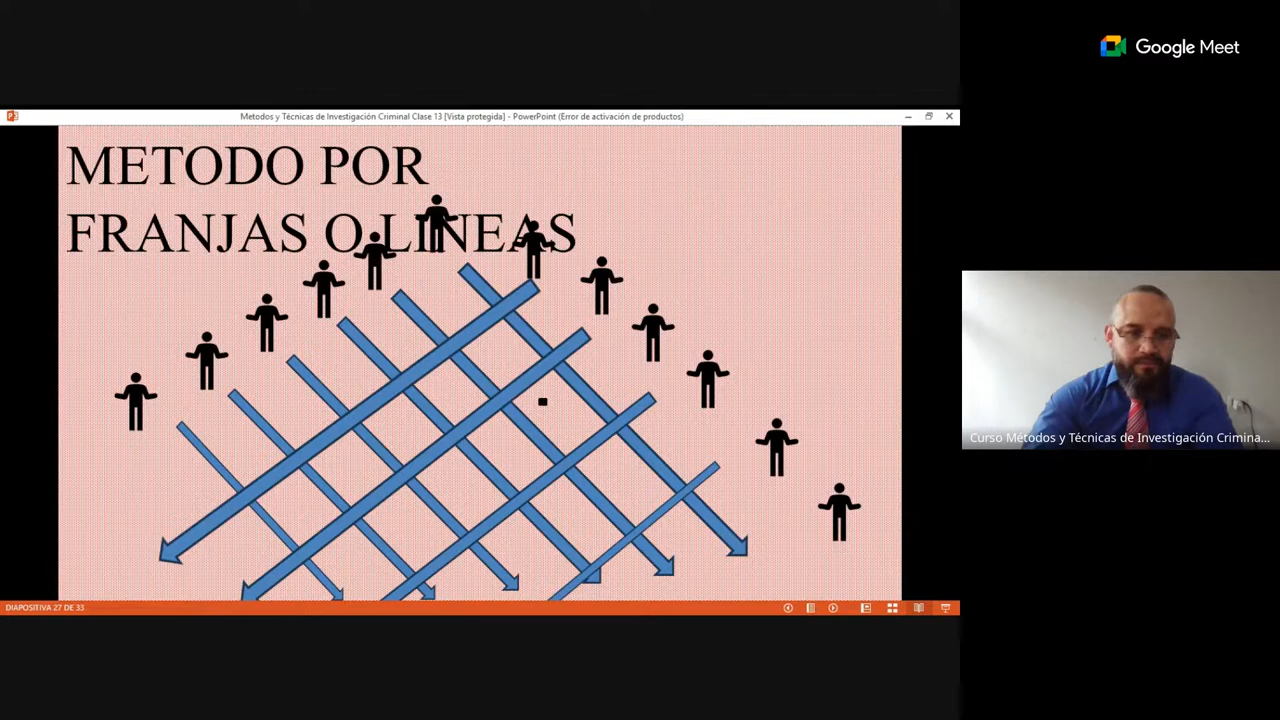 Google Meet
Metodos y Técnicas de Investigación Criminal Clase 13 [Vista protegida] - PowerPoint (Error de activación de productos)
METODO POR
FRANJAS O LINEAS
Curso Métodos y Técnicas de Investigación Crimina...
DIAPOSITIVA 27 DE 33